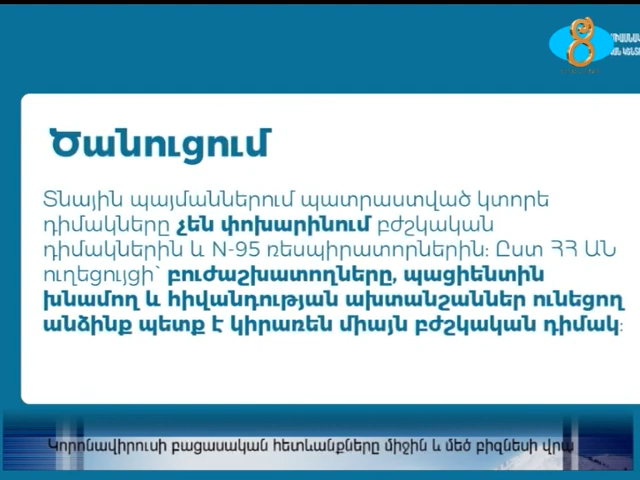 8
Ծանուցում
Տնային պայմաններում պատրաստված կտորե
դիմակները չեն փոխարինում բժշկական
դիմակներին և N-95 ռեսպիրատորներին: Ըստ ՀՀ ԱՆ
ուղեցույցի` բուժաշխատողները, պացիենտին
խնամող և հիվանդության ախտանշաններ ունեցող
անձինք պետք է կիրառեն միայն բժշկական դիմակ:
Կորոնավիրուսի բացասական հետևանքները միջին և մեծ բիզնեսի վրա